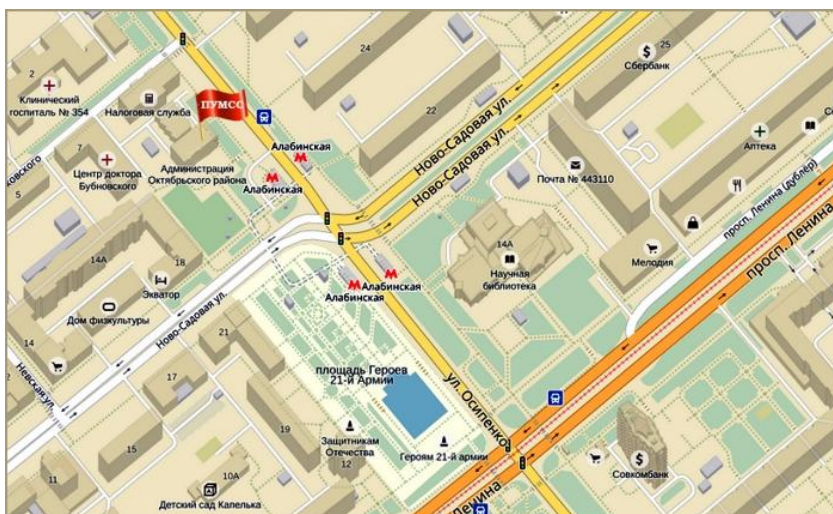 24
25
Сбербанк
2
Клинический
госпиталь № 354
Налоговая служба
ПУМСС
22
Ново-Садовая ул.
Ново-Садовая ул.
7
Центр доктора
Бубновского
Администрация
Октябрьского района
Алабинская
Алабинская
Аптека
Почта № 443110
5
14А
18
Экватор
Дом физкультуры
Ново-Садовая ул.
14А
Научная
библиотека
Мелодия
просп. Ленина (дублёр)
просп. Ленина
Алабинская
Алабинская
14
Невская ул.
21
17
площадь Героев
21-й Армии
ул. Осипенко
19
15
Защитникам
Отечества
12
Героям 21-й армии
Совкомбанк
11
10А
Детский сад Капелька
Ленина